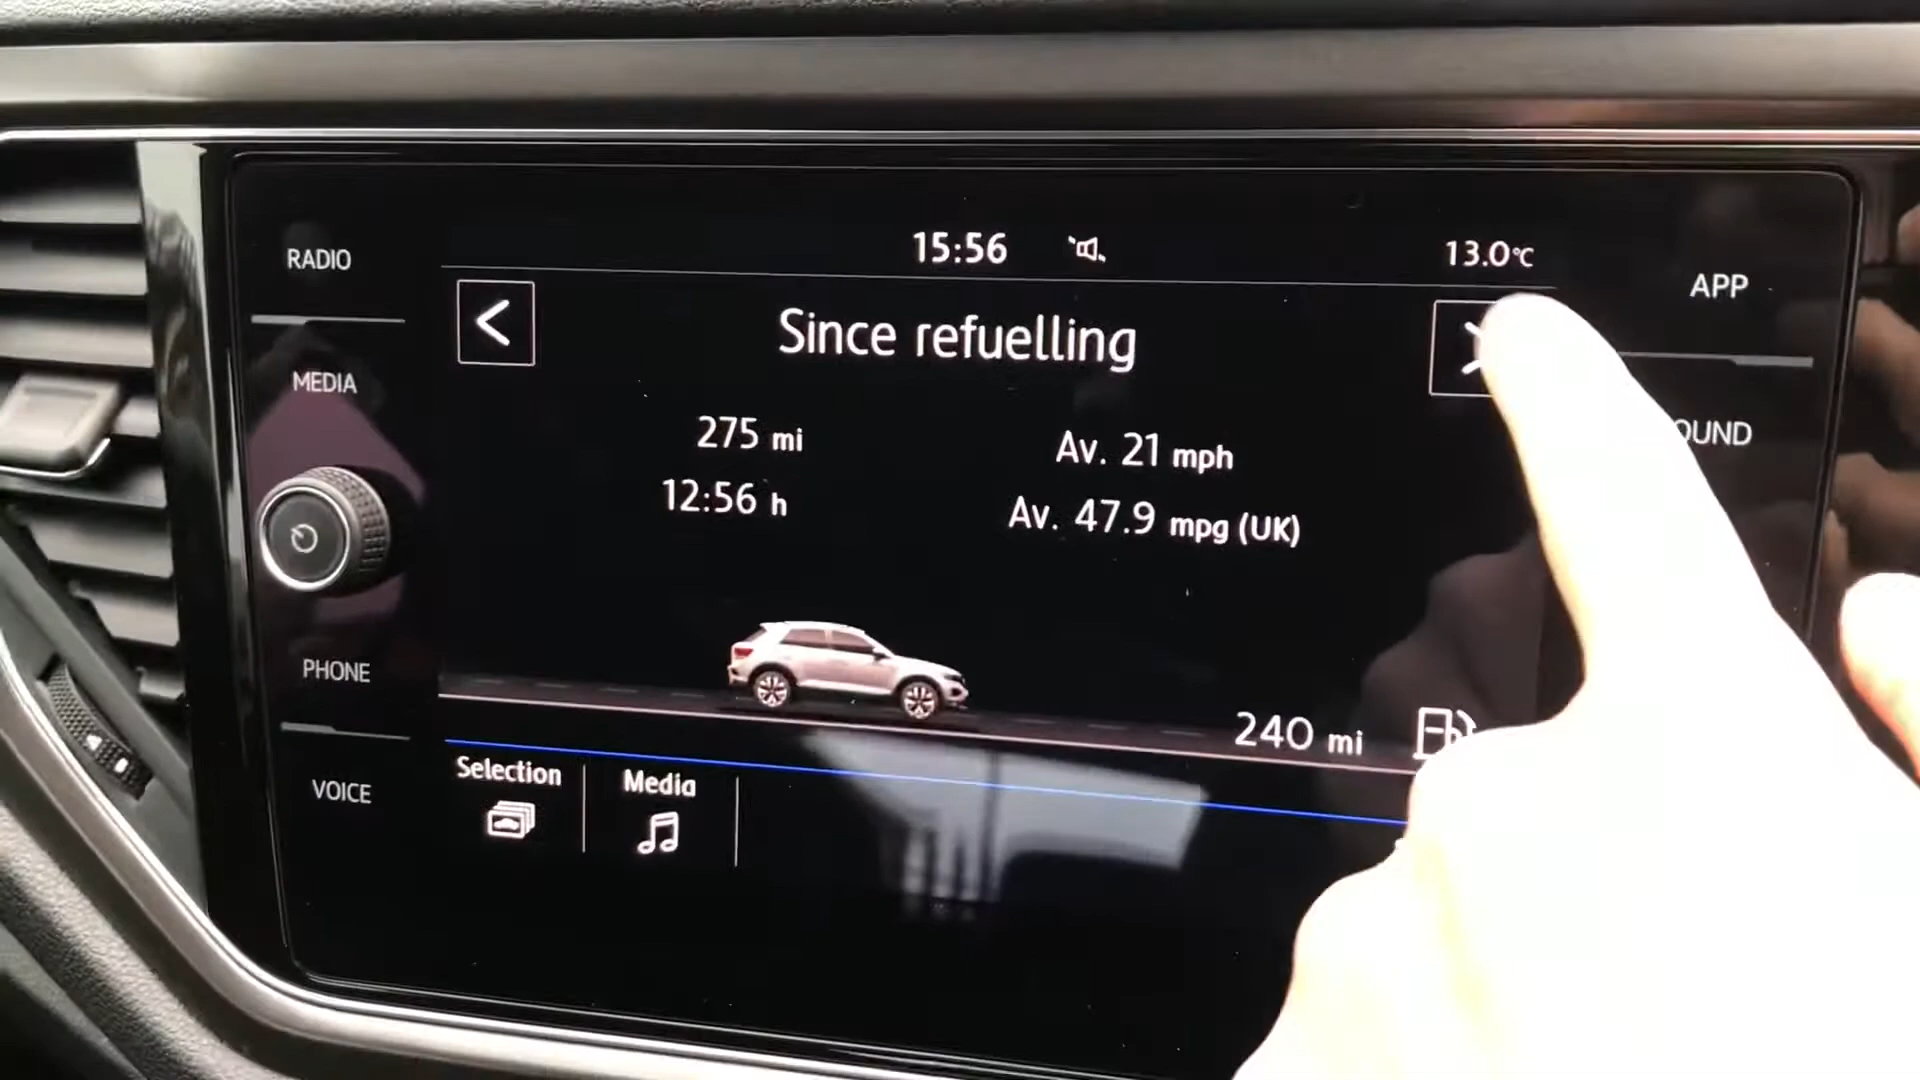 15:56
13.0°C
RADIO
MEDIA
PHONE
VOICE
APP
OUND
Since refuelling
275 mi
Av. 21 mph
12:56 h
Av. 47.9 mpg (UK)
240 mi
Selection
Media